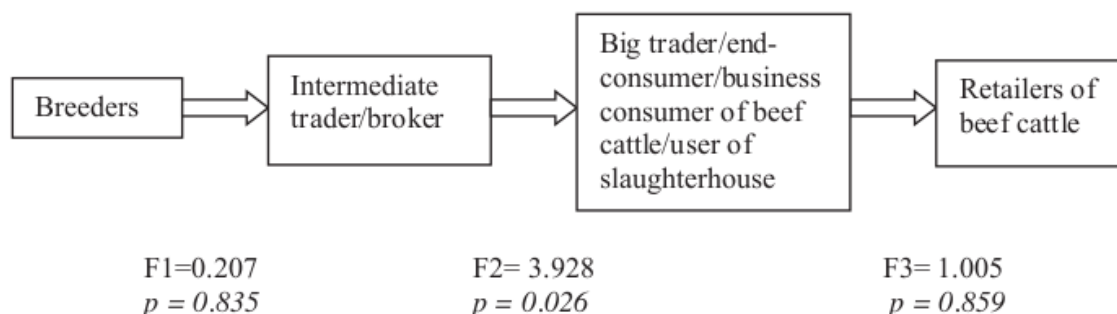 Breeders
Intermediate
trader/broker
Big trader/end-
consumer/business
consumer of beef
cattle/user of
slaughterhouse
Retailers of
beef cattle
F1=0.207
p = 0.835
F2= 3.928
p = 0.026
F3= 1.005
p = 0.859